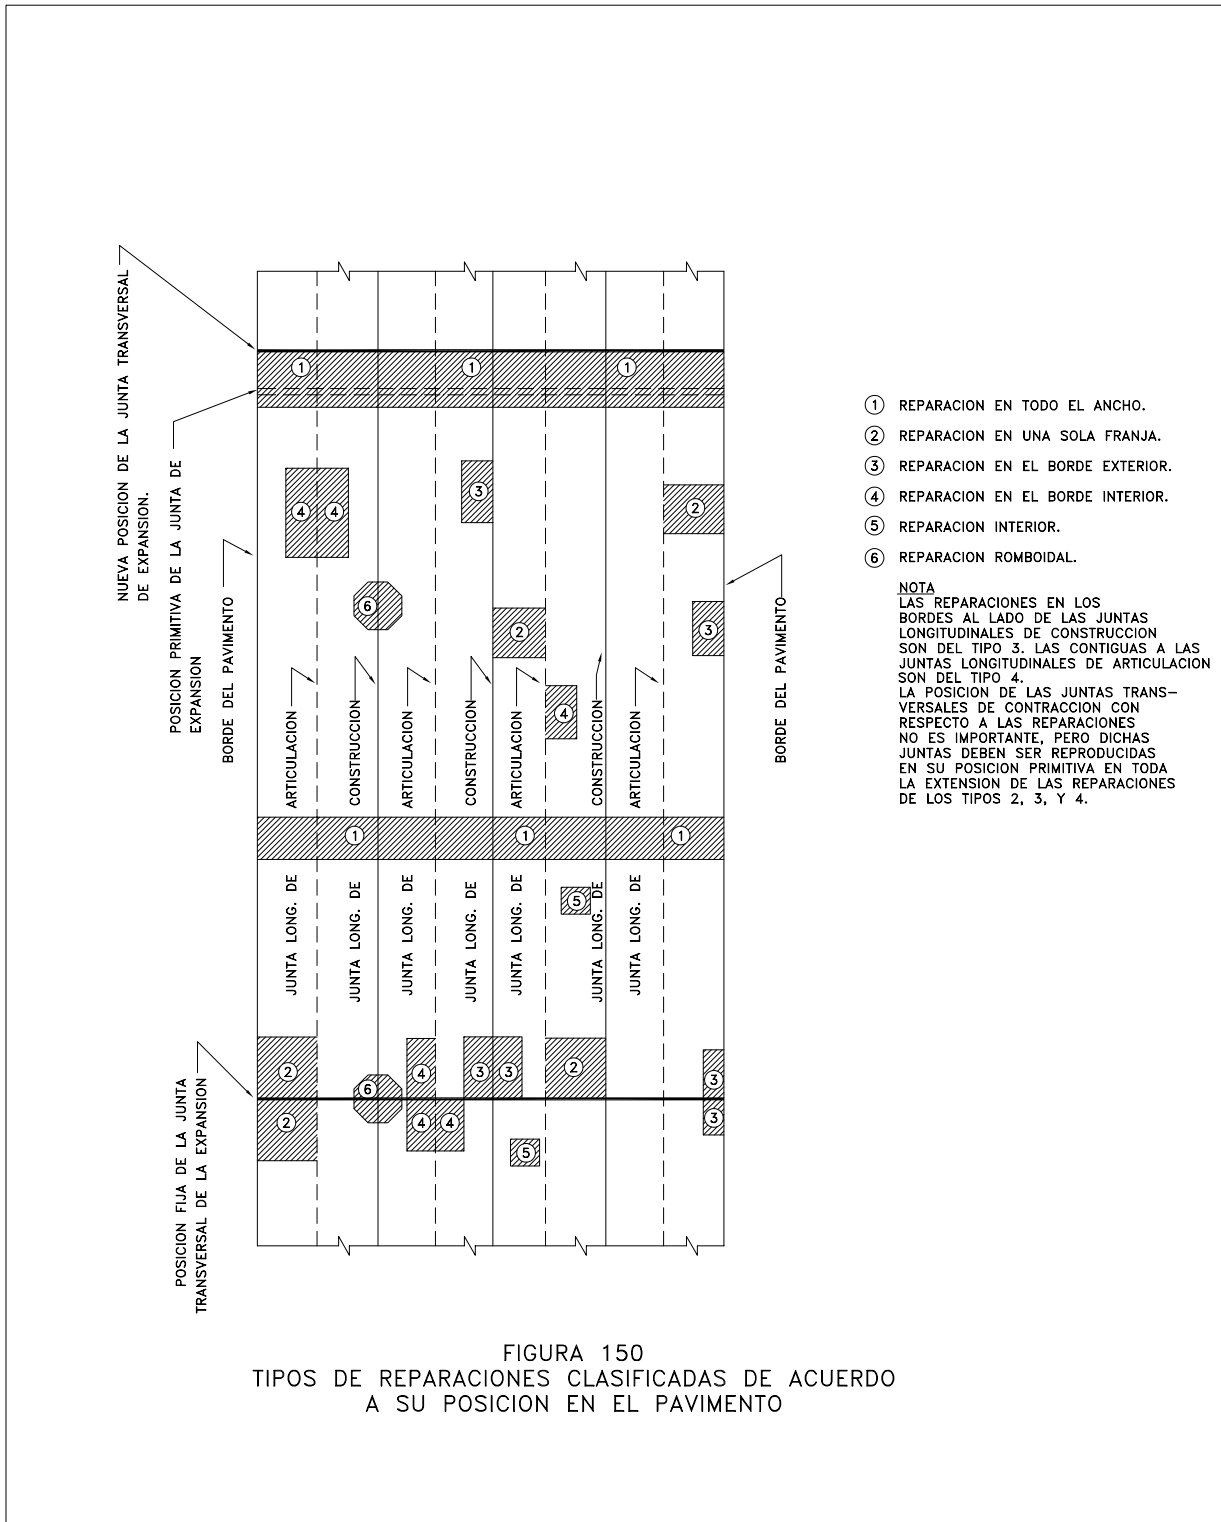 NUEVA POSICION DE LA JUNTA TRANSVERSAL
DE EXPANSION.
POSICION PRIMITIVA DE LA JUNTA DE
EXPANSION
BORDE DEL PAVIMENTO
1
1
1
4
4
3
2
6
2
3
4
ARTICULACION
CONSTRUCCION
ARTICULACION
CONSTRUCCION
ARTICULACION
CONSTRUCCION
ARTICULACION
BORDE DEL PAVIMENTO
1
1
1
JUNTA LONG. DE
JUNTA LONG. DE
JUNTA LONG. DE
JUNTA LONG. DE
JUNTA LONG. DE
JUNTA LONG. DE
JUNTA LONG. DE
5
2
6
4
3
3
2
3
2
4
4
3
5
POSICION FIJA DE LA JUNTA
TRANSVERSAL DE LA EXPANSION
1 REPARACION EN TODO EL ANCHO.
2 REPARACION EN UNA SOLA FRANJA.
3 REPARACION EN EL BORDE EXTERIOR.
4 REPARACION EN EL BORDE INTERIOR.
5 REPARACION INTERIOR.
6 REPARACION ROMBOIDAL.
NOTA
LAS REPARACIONES EN LOS
BORDES AL LADO DE LAS JUNTAS
LONGITUDINALES DE CONSTRUCCION
SON DEL TIPO 3. LAS CONTIGUAS A LAS
JUNTAS LONGITUDINALES DE ARTICULACION
SON DEL TIPO 4.
LA POSICION DE LAS JUNTAS TRANS-
VERSALES DE CONTRACCION CON
RESPECTO A LAS REPARACIONES
NO ES IMPORTANTE, PERO DICHAS
JUNTAS DEBEN SER REPRODUCIDAS
EN SU POSICION PRIMITIVA EN TODA
LA EXTENSION DE LAS REPARACIONES
DE LOS TIPOS 2, 3, Y 4.
FIGURA 150
TIPOS DE REPARACIONES CLASIFICADAS DE ACUERDO
A SU POSICION EN EL PAVIMENTO